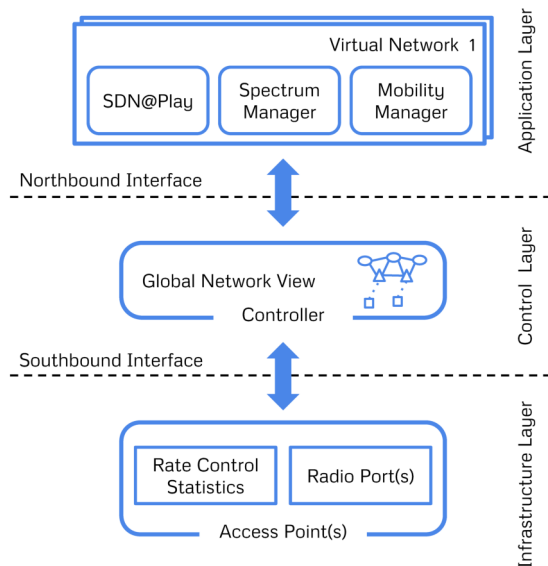 Virtual Network 1
SDN@Play
Spectrum
Manager
Mobility
Manager
Application Layer
Northbound Interface
Global Network View
Controller
Control Layer
Southbound Interface
Rate Control
Statistics
Radio Port(s)
Access Point(s)
Infrastructure Layer